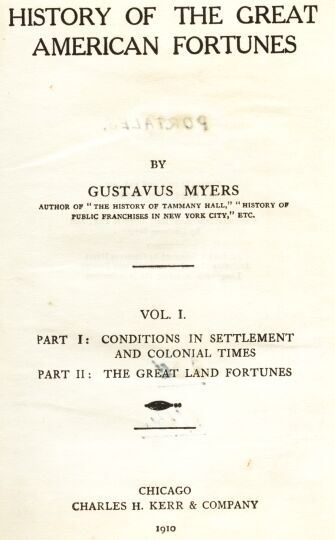 HISTORY OF THE GREAT
AMERICAN FORTUNES
BY
GUSTAVUS MYERS
AUTHOR OF "THE HISTORY OF TAMMANY HALL," "HISTORY OF
PUBLIC FRANCHISES IN NEW YORK CITY," ETC.
VOL. I.
PART I: CONDITIONS IN SETTLEMENT
AND COLONIAL TIMES
PART II: THE GREAT LAND FORTUNES
CHICAGO
CHARLES H. KERR & COMPANY
1910